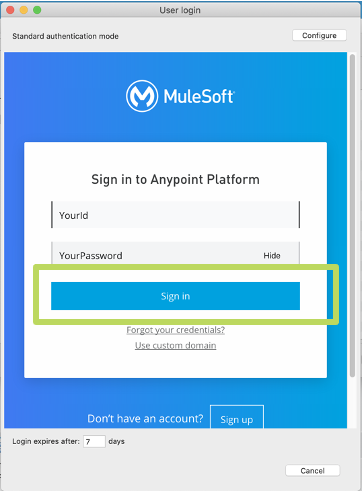 User login
Standard authentication mode
Configure
MuleSoft
Sign in to Anypoint Platform
YourId
YourPassword
Hide
Sign in
Forgot your credentials?
Use custom domain
Don't have an account?
Sign up
Login expires after: 7 days
Cancel